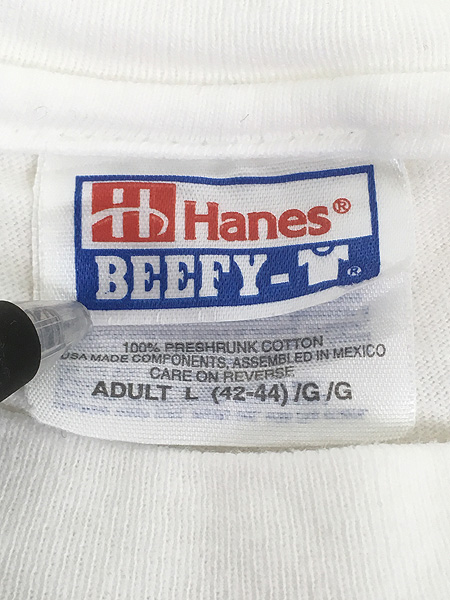 H Hanes®
BEEFY-T®
100% PRESHRUNK COTTON
USA MADE COMPONENTS, ASSEMBLED IN MEXICO
CARE ON REVERSE
ADULT L (42-44) /G /G